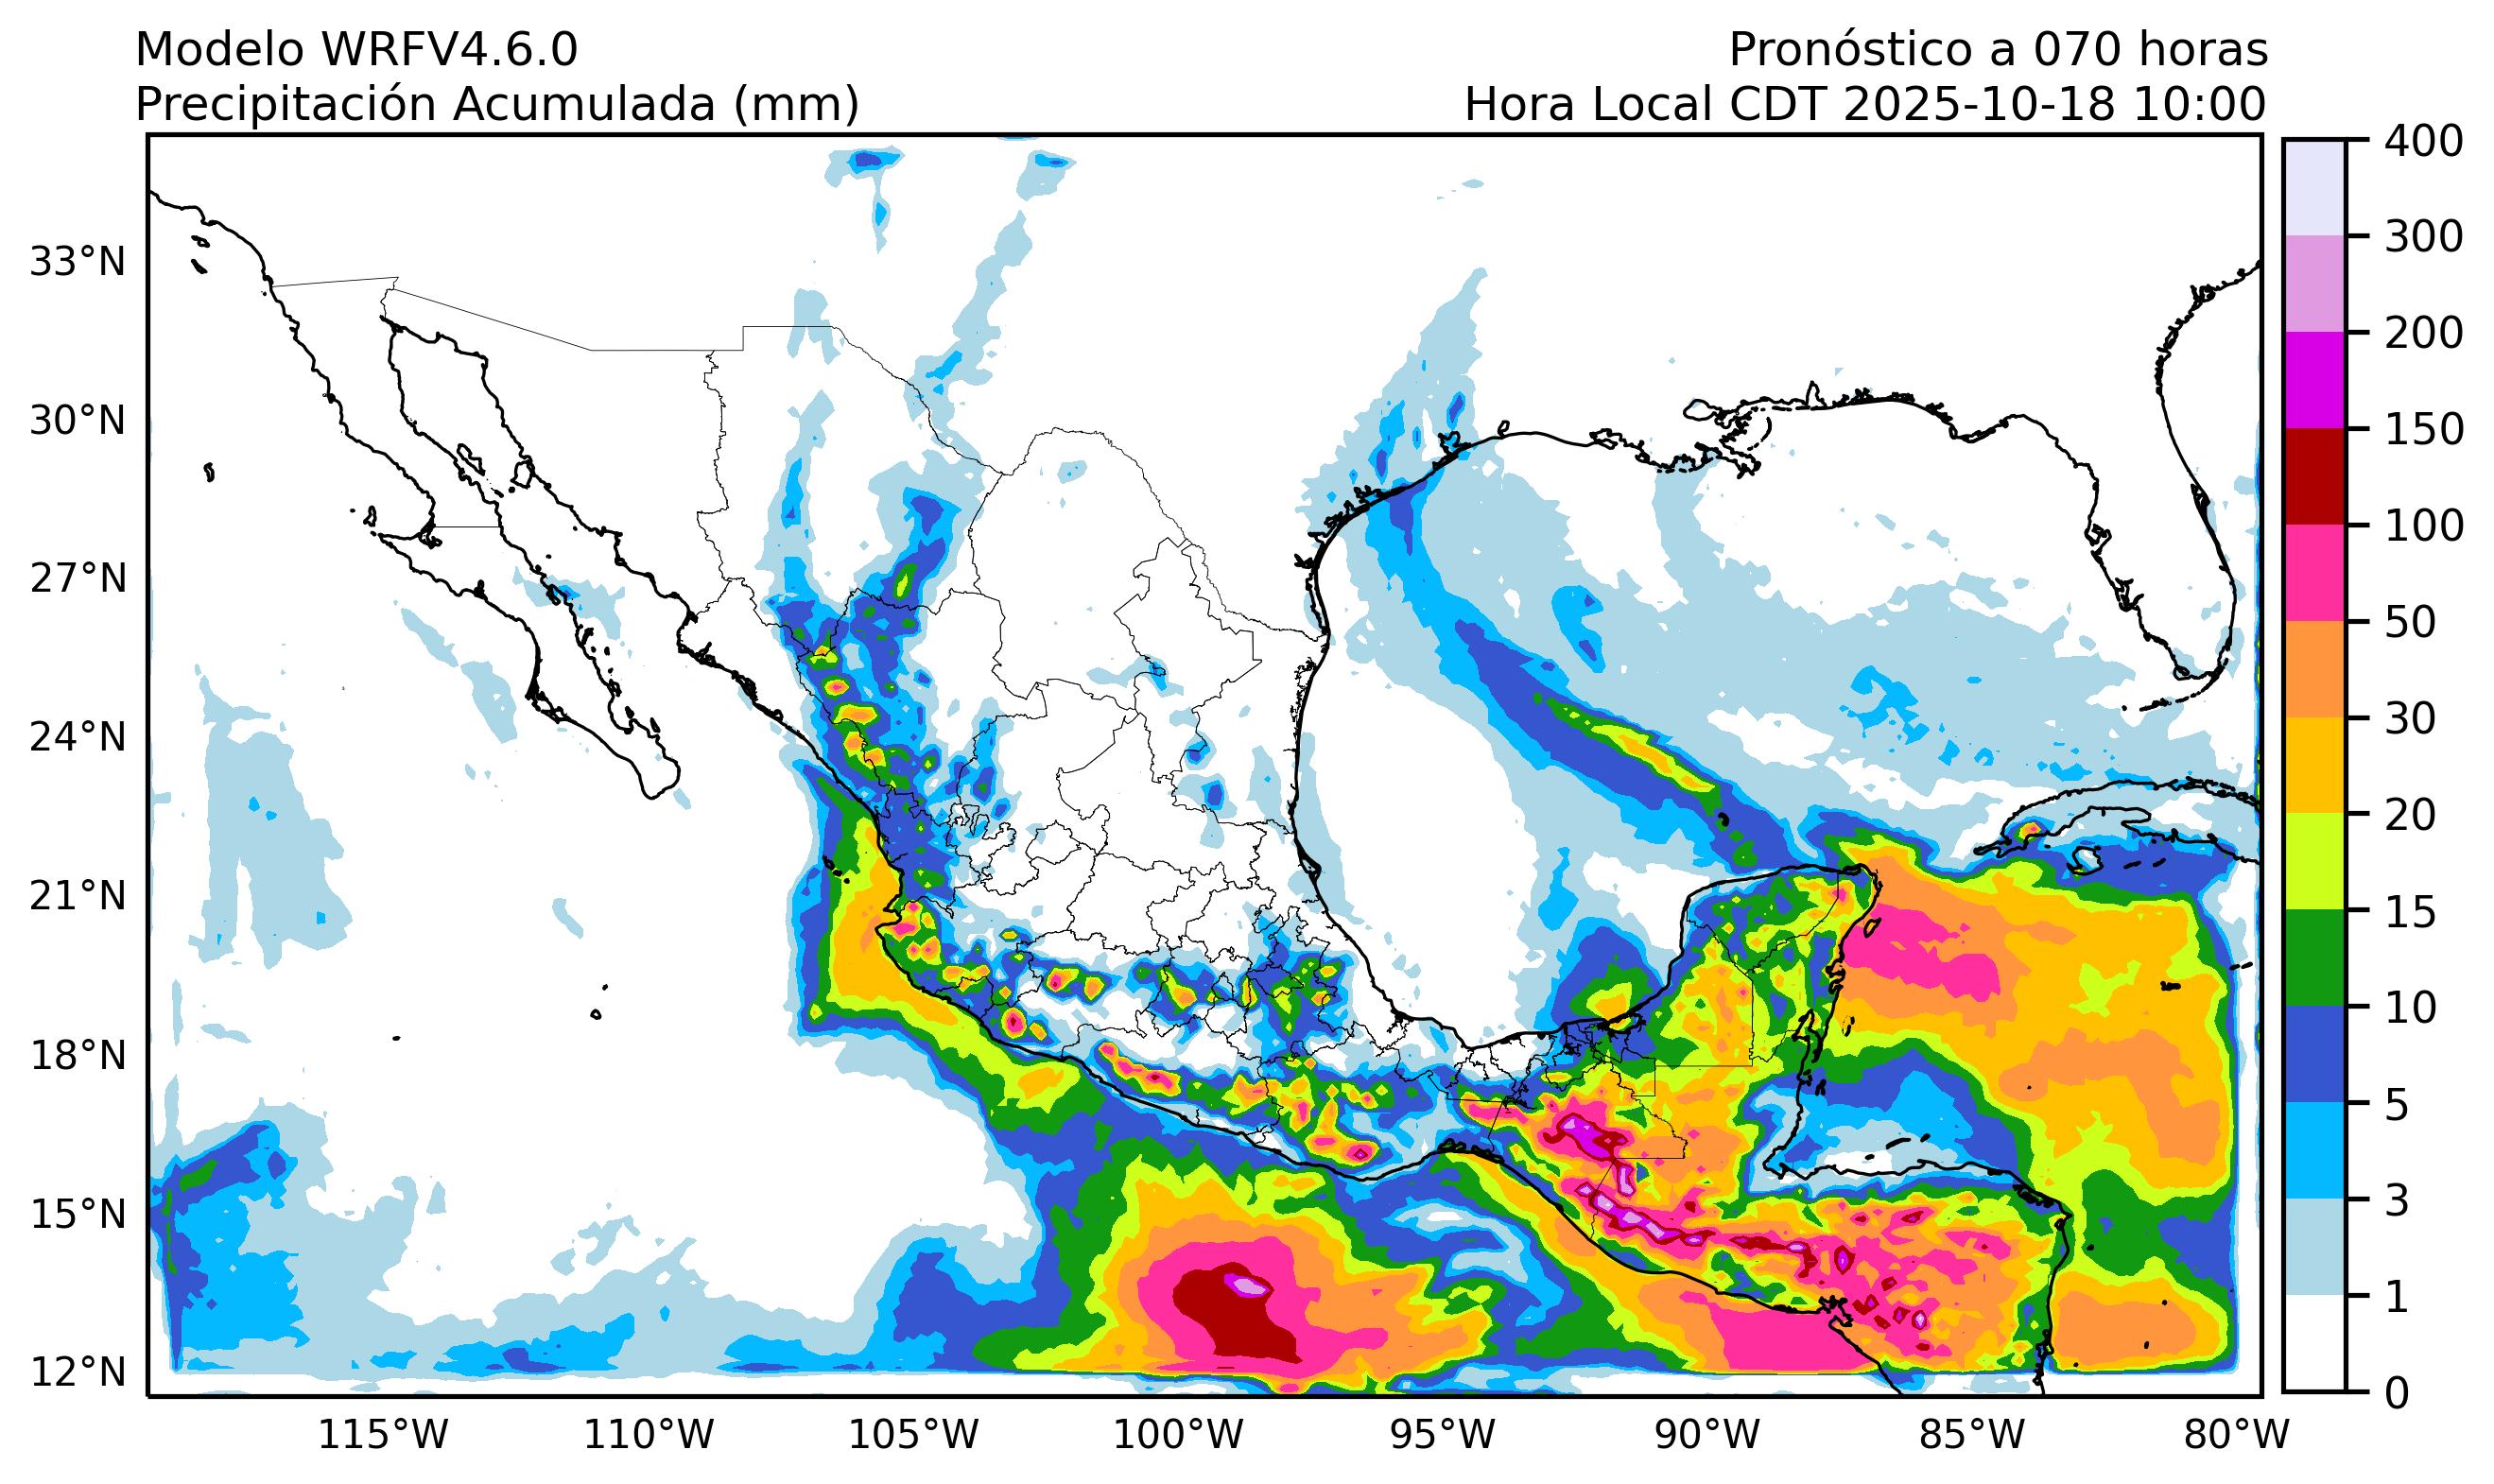 Modelo WRFV4.6.0
Pronóstico a 070 horas
Precipitación Acumulada (mm)
Hora Local CDT 2025-10-18 10:00
33°N
30°N
27°N
24°N
21°N
18°N
15°N
12°N
115°W
110°W
105°W
100°W
95°W
90°W
85°W
80°W
400
300
200
150
100
50
30
20
15
10
5
3
1
0